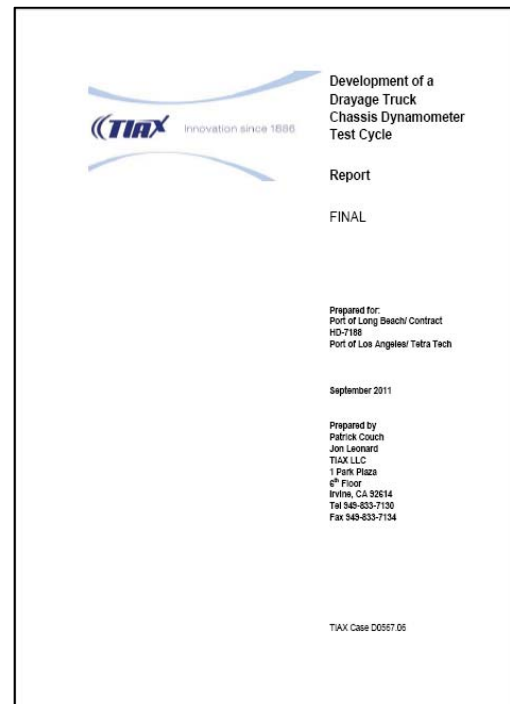 Development of a
Drayage Truck
Chassis Dynamometer
Test Cycle
TIAX Innovation since 1886
Report
FINAL
Prepared for:
Port of Long Beach/ Contract
HD-7188
Port of Los Angeles/ Tetra Tech
September 2011
Prepared by
Patrick Couch
Jon Leonard
TIAX LLC
1 Park Plaza
6th Floor
Irvine, CA 92614
Tel 949-833-7130
Fax 949-833-7134
TIAX Case D0567.06